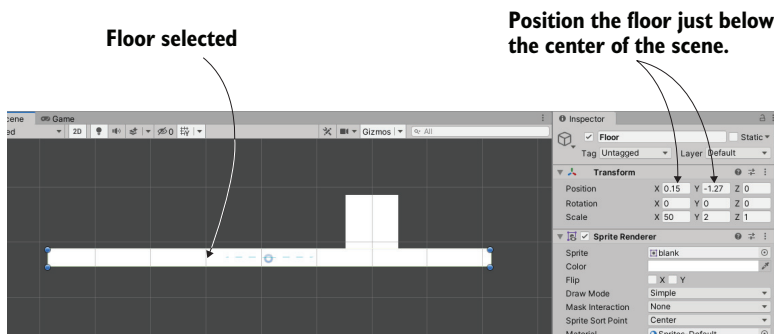 Position the floor just below
the center of the scene.
Floor selected
cene Game
ed 2D 0 Gizmos All
Inspector
Floor Static
Tag Untagged Layer Default
Transform
Position X 0.15 Y -1.27 Z 0
Rotation X 0 Y 0 Z 0
Scale X 50 Y 2 Z 1
Sprite Renderer
Sprite blank
Color
Flip X Y
Draw Mode Simple
Mask Interaction None
Sprite Sort Point Center
Material Sprites-Default